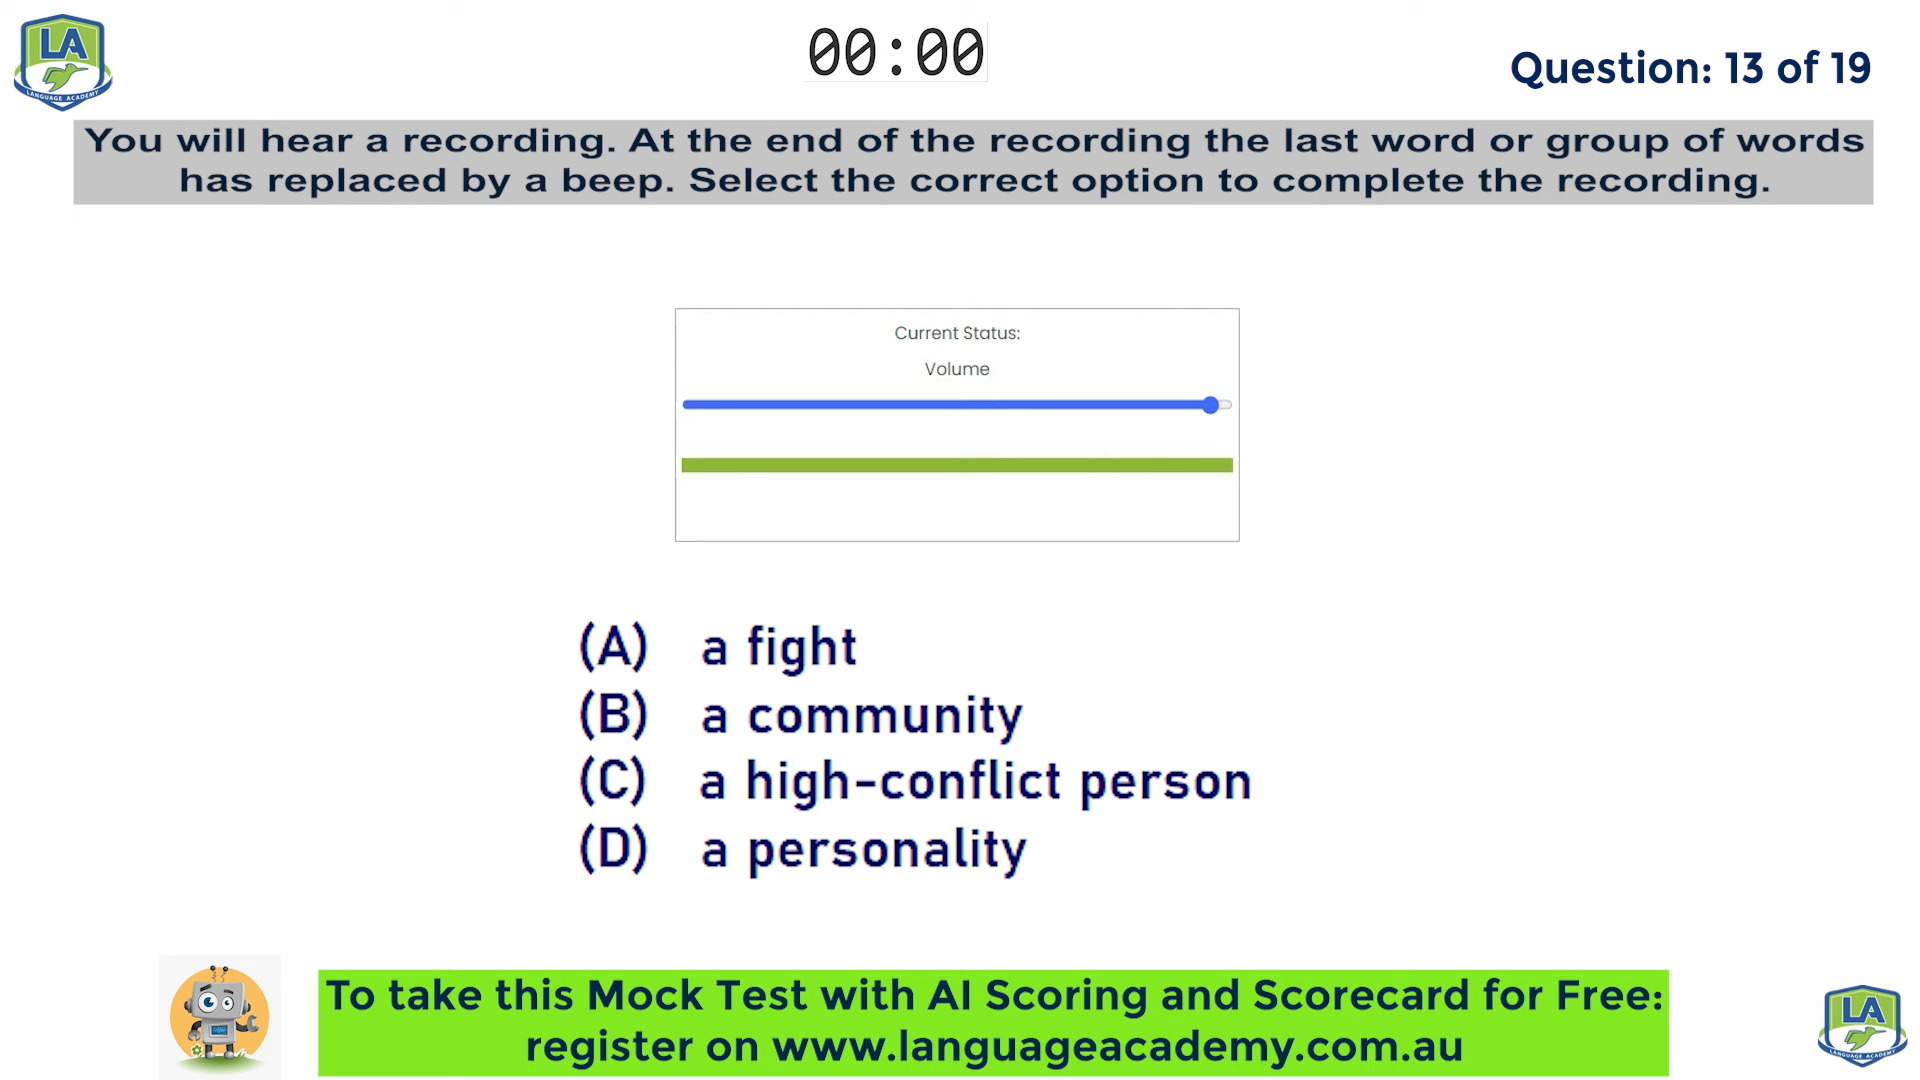 LA
LANGUAGE ACADEMY
00:00
Question: 13 of 19
You will hear a recording. At the end of the recording the last word or group of words
has replaced by a beep. Select the correct option to complete the recording.
Current Status:
Volume
(A) a fight
(B) a community
(C) a high-conflict person
(D) a personality
To take this Mock Test with AI Scoring and Scorecard for Free:
register on www.languageacademy.com.au
LA
LANGUAGE ACADEMY